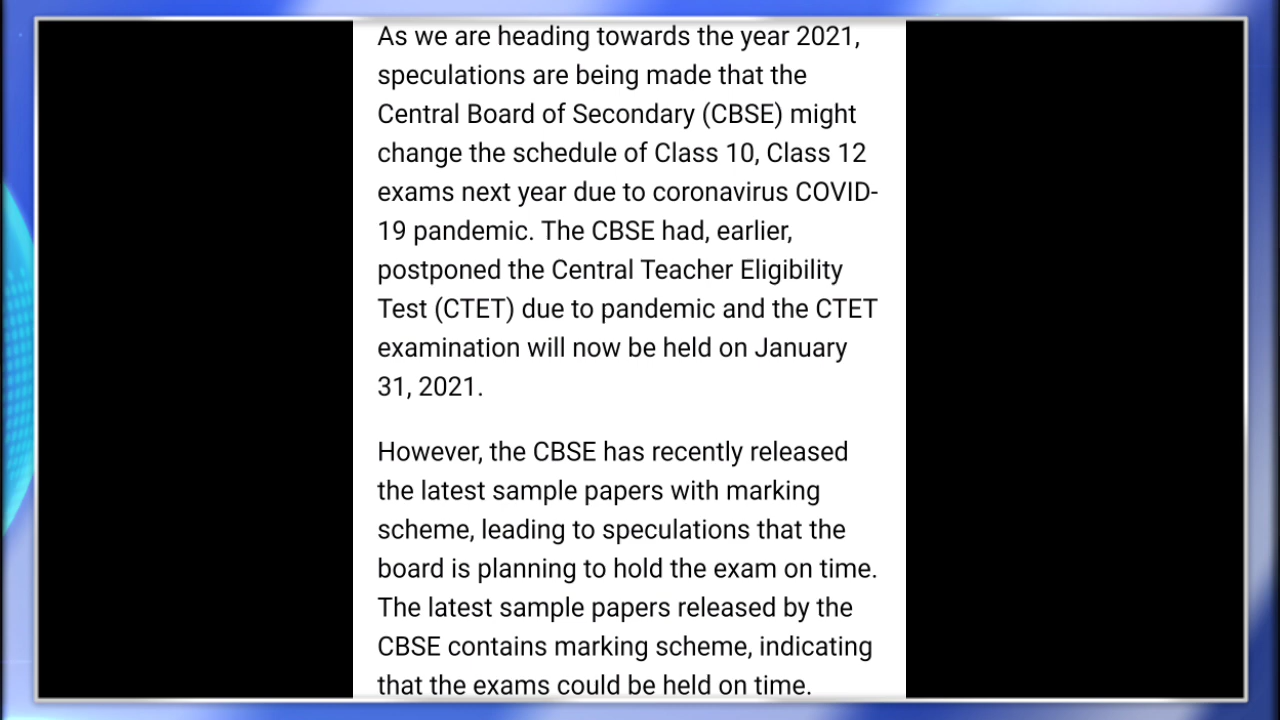 As we are heading towards the year 2021,
speculations are being made that the
Central Board of Secondary (CBSE) might
change the schedule of Class 10, Class 12
exams next year due to coronavirus COVID-
19 pandemic. The CBSE had, earlier,
postponed the Central Teacher Eligibility
Test (CTET) due to pandemic and the CTET
examination will now be held on January
31, 2021.
However, the CBSE has recently released
the latest sample papers with marking
scheme, leading to speculations that the
board is planning to hold the exam on time.
The latest sample papers released by the
CBSE contains marking scheme, indicating
that the exams could be held on time.